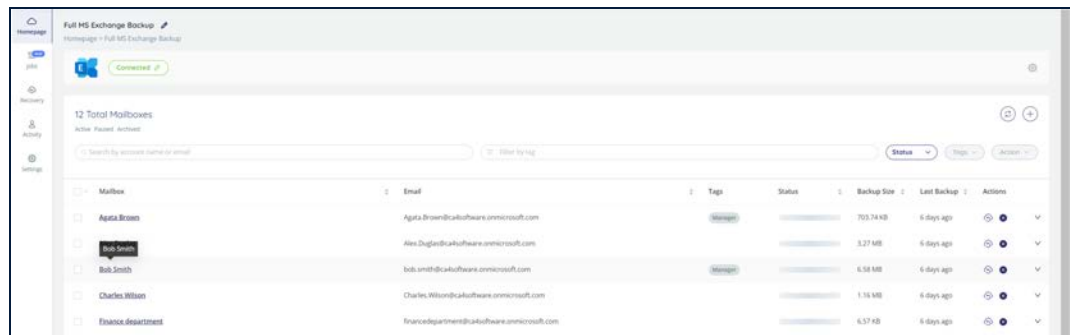 Homepage
Full MS Exchange Backup
Homepage > Full MS Exchange Backup
Jobs
E
Connected
Recovery
12 Total Mailboxes
Active Paused Archived
Activity
Search by account name or email
Filter by tag
Status
Tags
Action
Settings
Mailbox
Email
Tags
Status
Backup Size
Last Backup
Actions
Agata Brown
Agata.Brown@ca4software.onmicrosoft.com
Manager
703.74 KB
6 days ago
Bob Smith
Alex.Duglas@ca4software.onmicrosoft.com
3.27 MB
6 days ago
Bob Smith
bob.smith@ca4software.onmicrosoft.com
Manager
6.58 MB
6 days ago
Charles Wilson
Charles.Wilson@ca4software.onmicrosoft.com
1.16 MB
6 days ago
Finance department
financedepartment@ca4software.onmicrosoft.com
6.57 KB
6 days ago